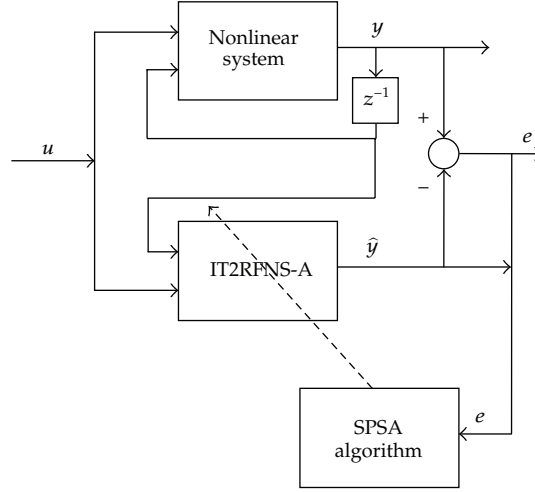 y
Nonlinear
system
z⁻¹
+
u
e
−
ŷ
IT2RFNS-A
SPSA
algorithm
e